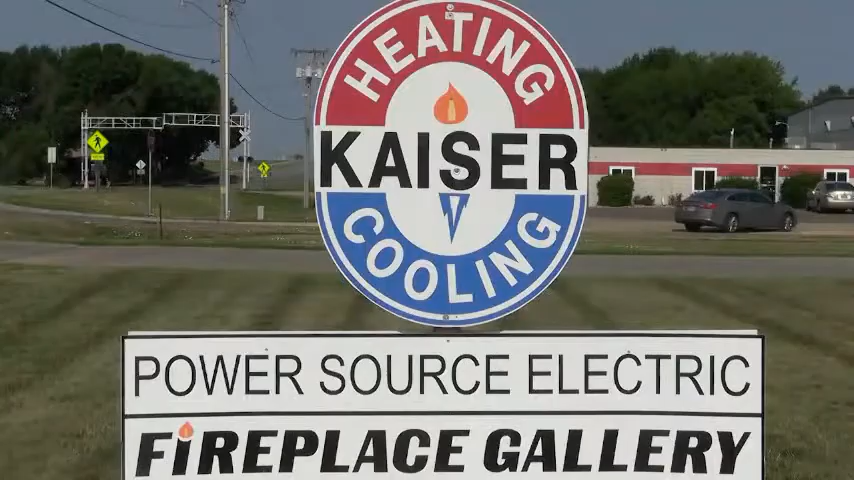 HEATING
KAISER
COOLING
POWER SOURCE ELECTRIC
FIREPLACE GALLERY